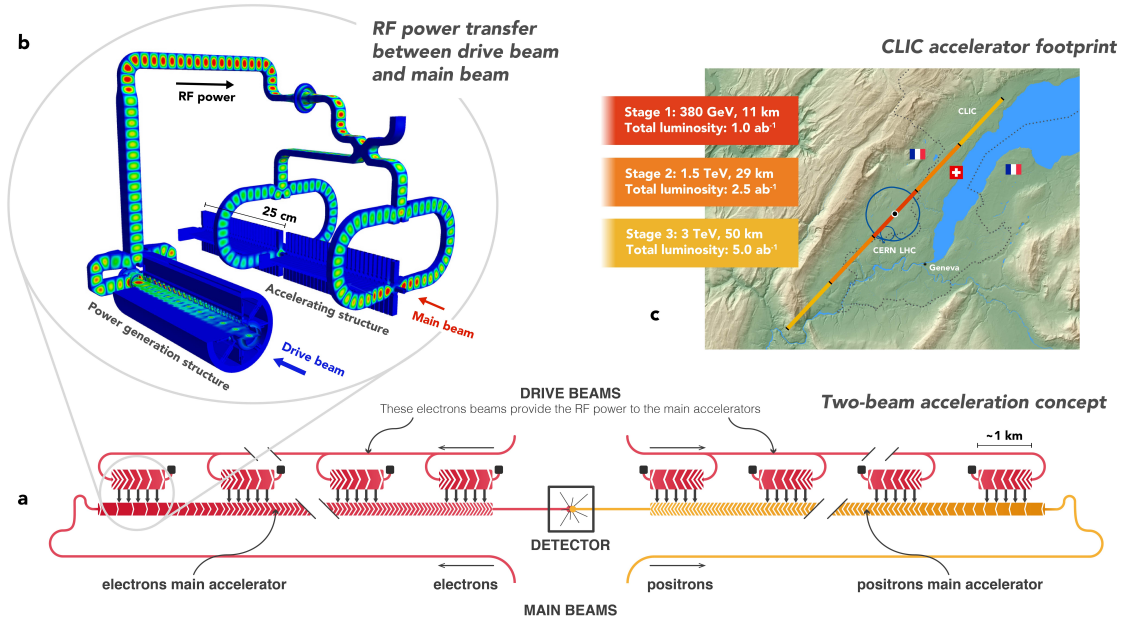 b
RF power transfer
between drive beam
and main beam
RF power
25 cm
Accelerating structure
Main beam
Power generation structure
Drive beam
CLIC accelerator footprint
Stage 1: 380 GeV, 11 km
Total luminosity: 1.0 ab⁻¹
Stage 2: 1.5 TeV, 29 km
Total luminosity: 2.5 ab⁻¹
Stage 3: 3 TeV, 50 km
Total luminosity: 5.0 ab⁻¹
CLIC
CERN LHC
Geneva
c
DRIVE BEAMS
These electrons beams provide the RF power to the main accelerators
Two-beam acceleration concept
~1 km
a
DETECTOR
electrons main accelerator
electrons
positrons
positrons main accelerator
MAIN BEAMS